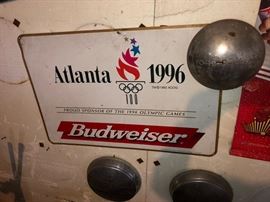 Atlanta 1996
PROUD SPONSOR OF THE 1996 OLYMPIC GAMES
Budweiser